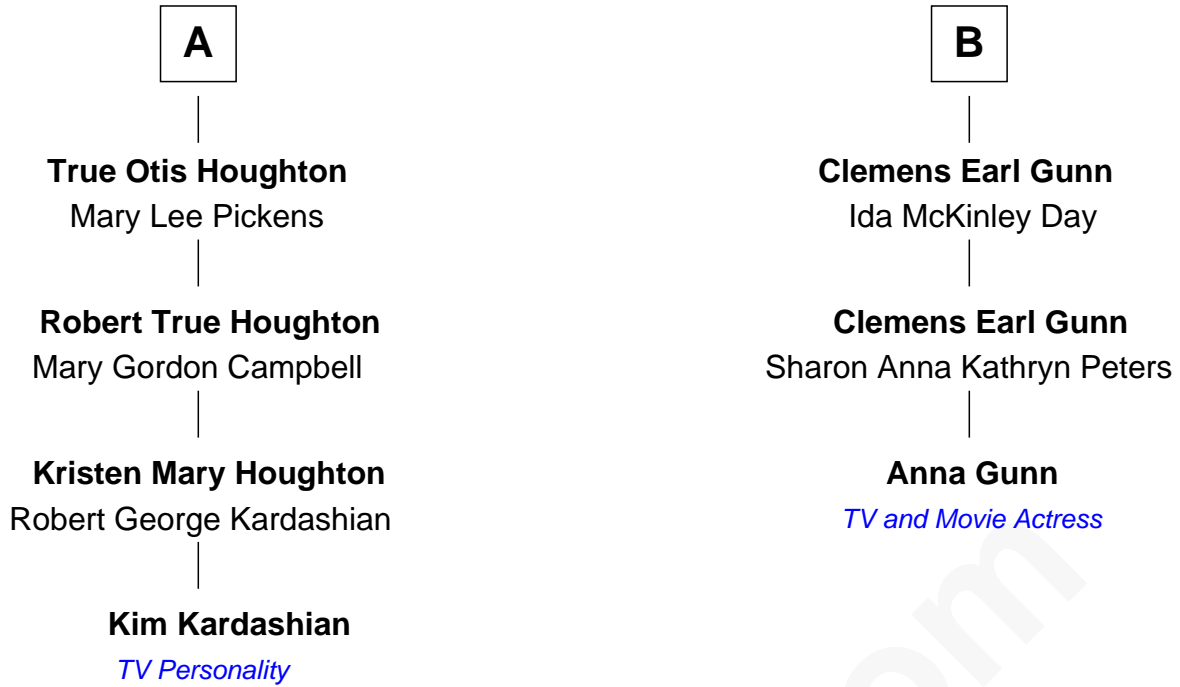 A
True Otis Houghton
Mary Lee Pickens
Robert True Houghton
Mary Gordon Campbell
Kristen Mary Houghton
Robert George Kardashian
Kim Kardashian
TV Personality
B
Clemens Earl Gunn
Ida McKinley Day
Clemens Earl Gunn
Sharon Anna Kathryn Peters
Anna Gunn
TV and Movie Actress
om